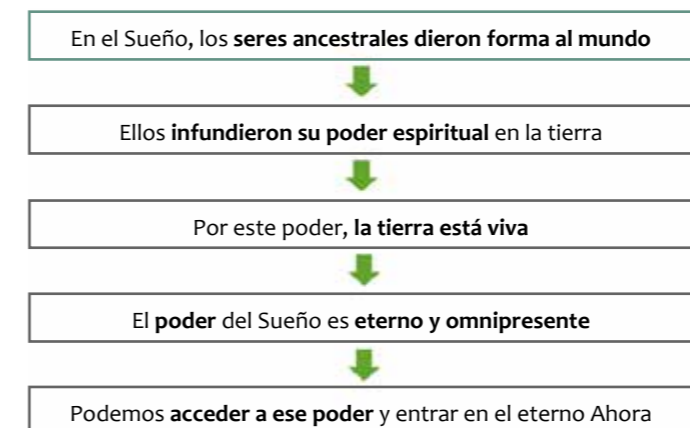 En el Sueño, los seres ancestrales dieron forma al mundo
Ellos infundieron su poder espiritual en la tierra
Por este poder, la tierra está viva
El poder del Sueño es eterno y omnipresente
Podemos acceder a ese poder y entrar en el eterno Ahora